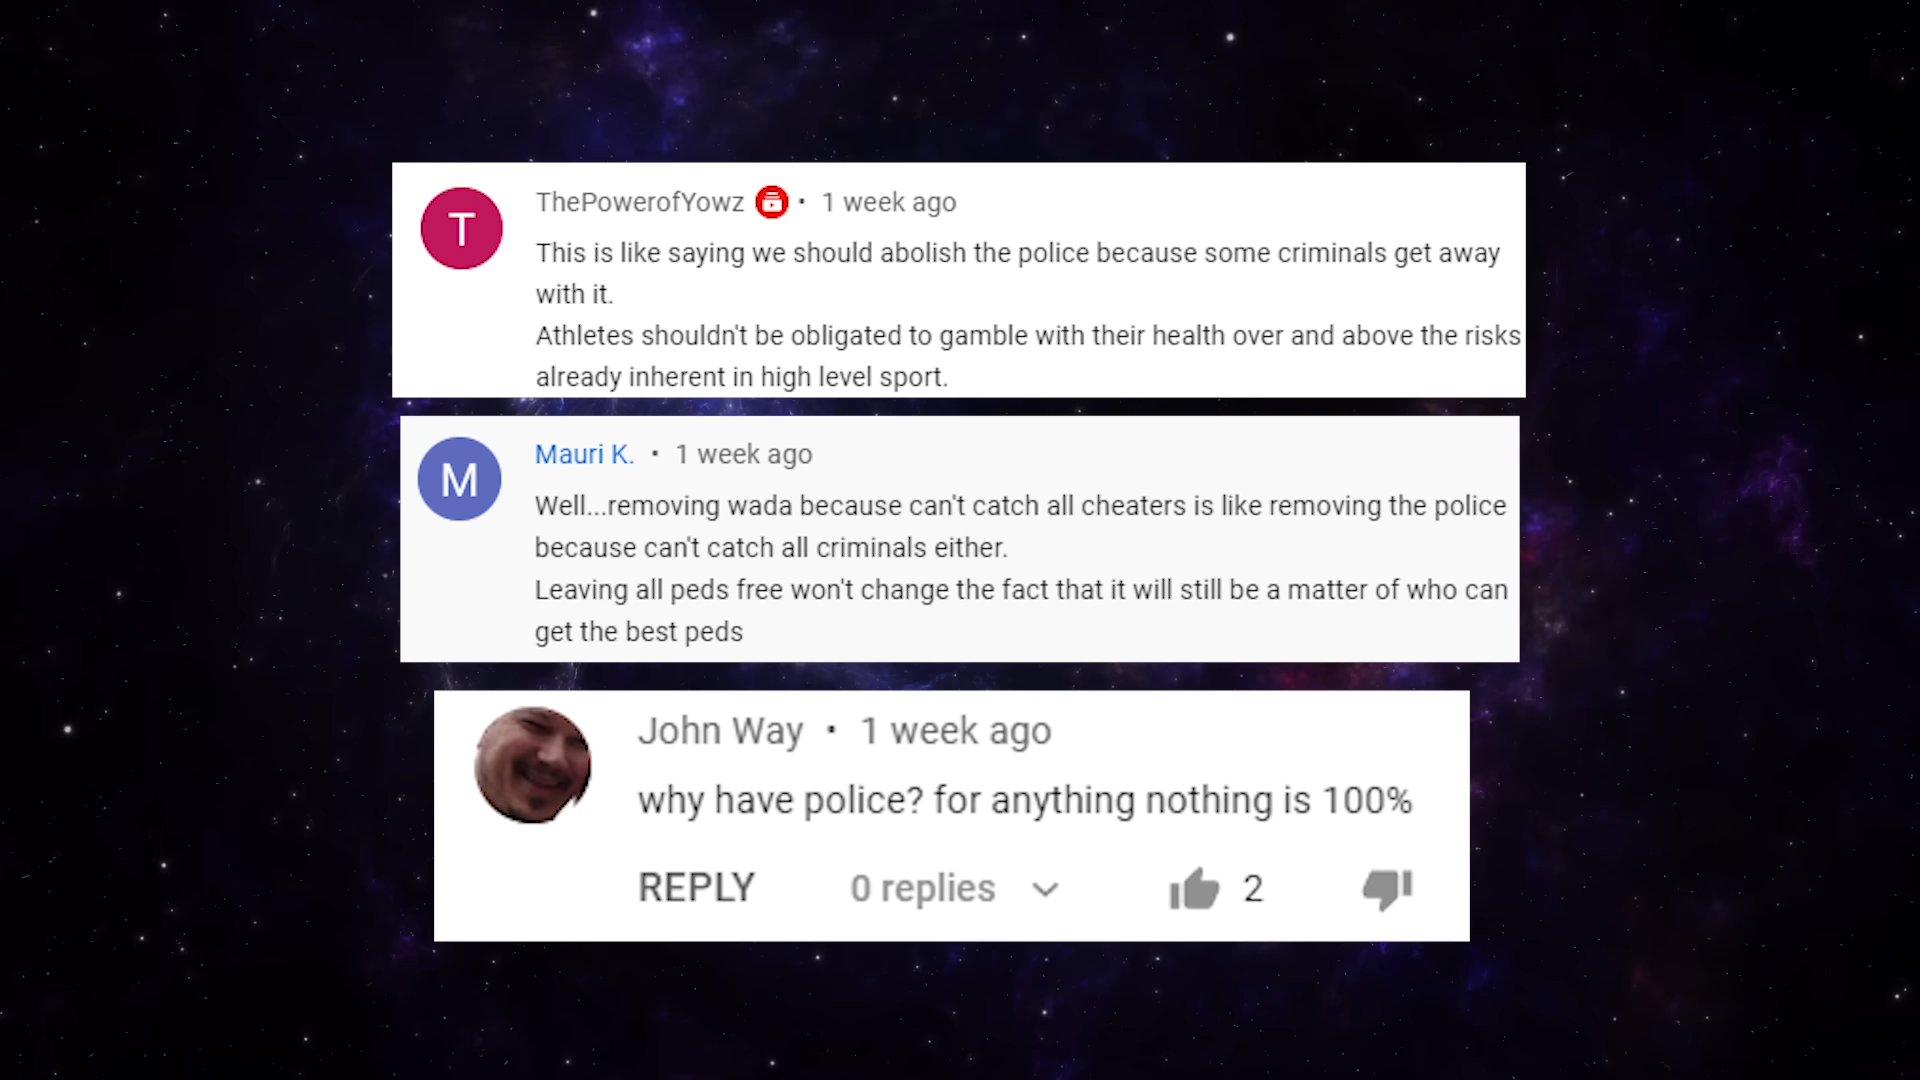 T
ThePowerofYowz • 1 week ago
This is like saying we should abolish the police because some criminals get away
with it.
Athletes shouldn't be obligated to gamble with their health over and above the risks
already inherent in high level sport.
M
Mauri K. • 1 week ago
Well...removing wada because can't catch all cheaters is like removing the police
because can't catch all criminals either.
Leaving all peds free won't change the fact that it will still be a matter of who can
get the best peds
John Way • 1 week ago
why have police? for anything nothing is 100%
REPLY 0 replies 2